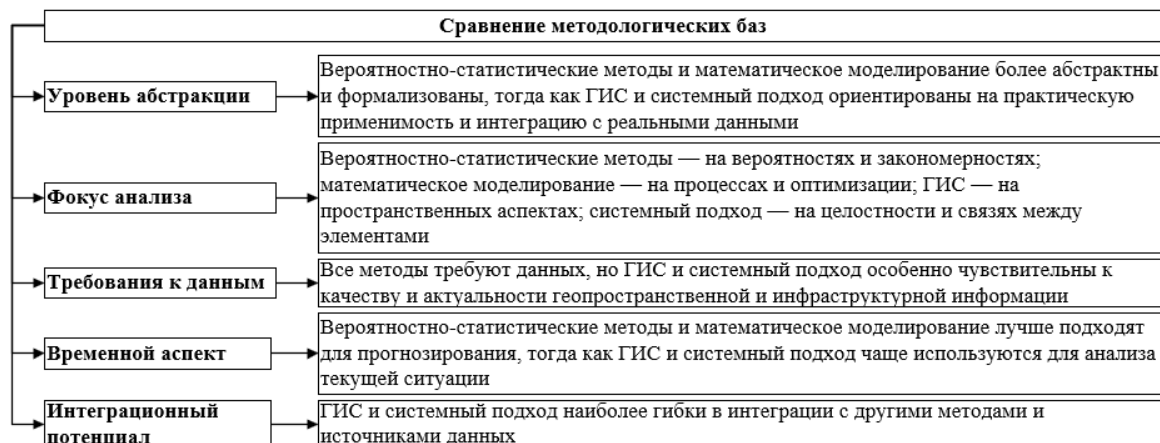 Сравнение методологических баз
Уровень абстракции
Вероятностно-статистические методы и математическое моделирование более абстрактны
и формализованы, тогда как ГИС и системный подход ориентированы на практическую
применимость и интеграцию с реальными данными
Фокус анализа
Вероятностно-статистические методы — на вероятностях и закономерностях;
математическое моделирование — на процессах и оптимизации; ГИС — на
пространственных аспектах; системный подход — на целостности и связях между
элементами
Требования к данным
Все методы требуют данных, но ГИС и системный подход особенно чувствительны к
качеству и актуальности геопространственной и инфраструктурной информации
Временной аспект
Вероятностно-статистические методы и математическое моделирование лучше подходят
для прогнозирования, тогда как ГИС и системный подход чаще используются для анализа
текущей ситуации
Интеграционный
потенциал
ГИС и системный подход наиболее гибки в интеграции с другими методами и
источниками данных